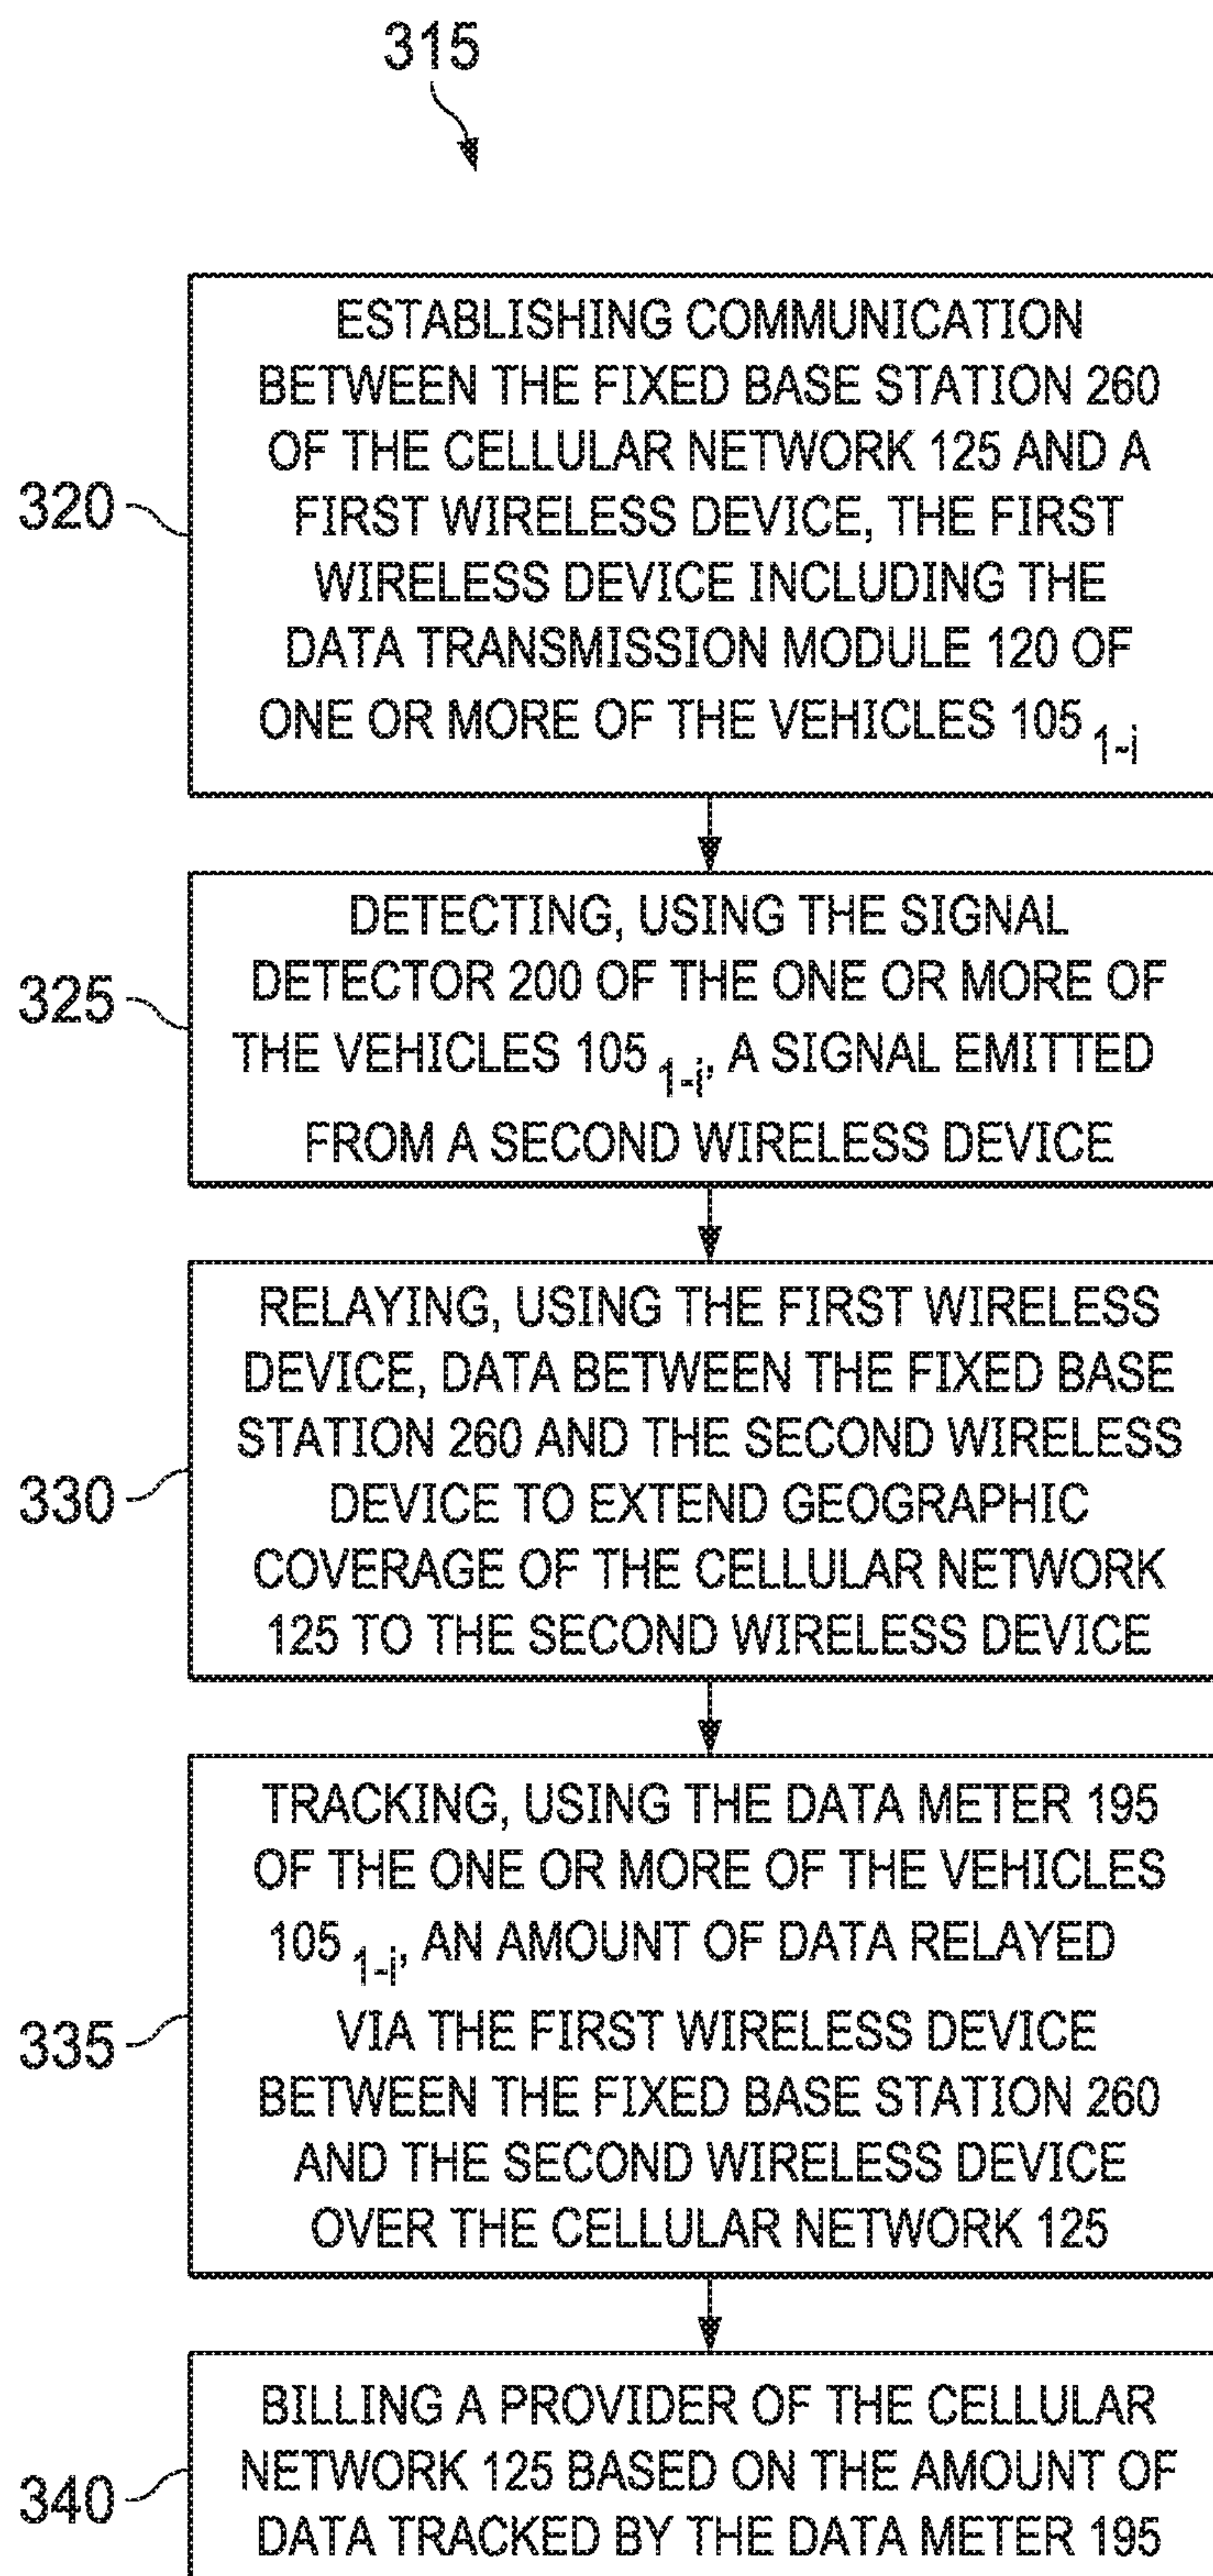 315
320
ESTABLISHING COMMUNICATION
BETWEEN THE FIXED BASE STATION 260
OF THE CELLULAR NETWORK 125 AND A
FIRST WIRELESS DEVICE, THE FIRST
WIRELESS DEVICE INCLUDING THE
DATA TRANSMISSION MODULE 120 OF
ONE OR MORE OF THE VEHICLES 105 1-i
325
DETECTING, USING THE SIGNAL
DETECTOR 200 OF THE ONE OR MORE OF
THE VEHICLES 105 1-i, A SIGNAL EMITTED
FROM A SECOND WIRELESS DEVICE
330
RELAYING, USING THE FIRST WIRELESS
DEVICE, DATA BETWEEN THE FIXED BASE
STATION 260 AND THE SECOND WIRELESS
DEVICE TO EXTEND GEOGRAPHIC
COVERAGE OF THE CELLULAR NETWORK
125 TO THE SECOND WIRELESS DEVICE
335
TRACKING, USING THE DATA METER 195
OF THE ONE OR MORE OF THE VEHICLES
105 1-i, AN AMOUNT OF DATA RELAYED
VIA THE FIRST WIRELESS DEVICE
BETWEEN THE FIXED BASE STATION 260
AND THE SECOND WIRELESS DEVICE
OVER THE CELLULAR NETWORK 125
340
BILLING A PROVIDER OF THE CELLULAR
NETWORK 125 BASED ON THE AMOUNT OF
DATA TRACKED BY THE DATA METER 195